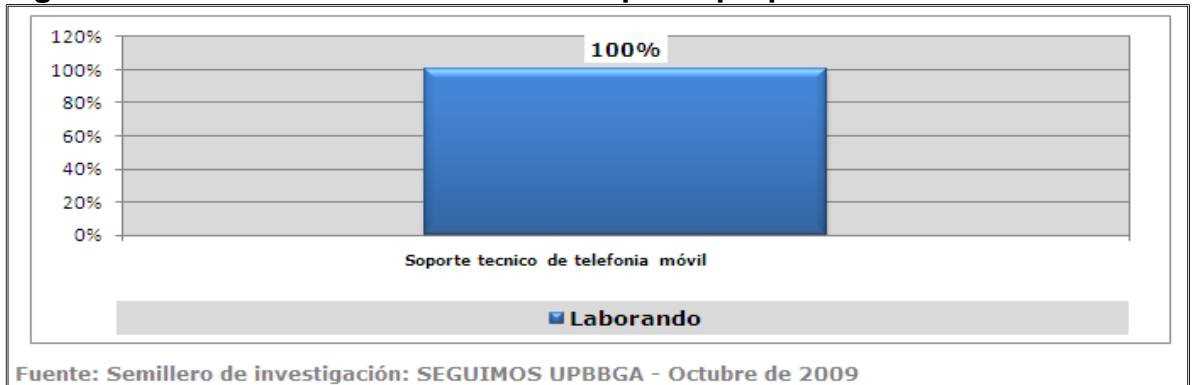 120%
100%
100%
80%
60%
40%
20%
0%
Soporte tecnico de telefonia móvil
Laborando
Fuente: Semillero de investigación: SEGUIMOS UPBBGA - Octubre de 2009